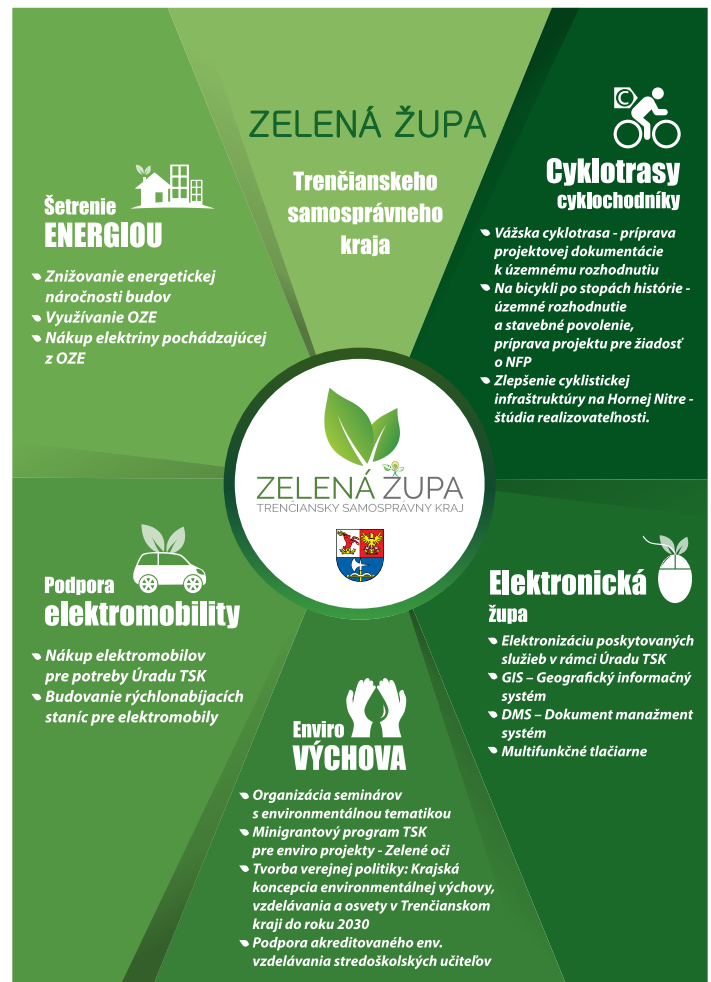 ZELENÁ ŽUPA
Trenčianskeho
samosprávneho
kraja
Šetrenie
ENERGIOU
Znižovanie energetickej
náročnosti budov
Využívanie OZE
Nákup elektriny pochádzajúcej
z OZE
C
Cyklotrasy
cyklochodníky
Vážska cyklotrasa - príprava
projektovej dokumentácie
k územnému rozhodnutiu
Na bicykli po stopách histórie -
územné rozhodnutie
a stavebné povolenie,
príprava projektu pre žiadosť
o NFP
Zlepšenie cyklistickej
infraštruktúry na Hornej Nitre -
štúdia realizovateľnosti.
ZELENÁ ŽUPA
TRENČIANSKY SAMOSPRÁVNY KRAJ
Podpora
elektromobility
Nákup elektromobilov
pre potreby Úradu TSK
Budovanie rýchlonabíjacích
staníc pre elektromobily
Elektronická
župa
Elektronizáciu poskytovaných
služieb v rámci Úradu TSK
GIS – Geografický informačný
systém
DMS – Dokument manažment
systém
Multifunkčné tlačiarne
Enviro
VÝCHOVA
Organizácia seminárov
s environmentálnou tematikou
Minigrantový program TSK
pre enviro projekty - Zelené oči
Tvorba verejnej politiky: Krajská
koncepcia environmentálnej výchovy,
vzdelávania a osvety v Trenčianskom
kraji do roku 2030
Podpora akreditovaného env.
vzdelávania stredoškolských učiteľov